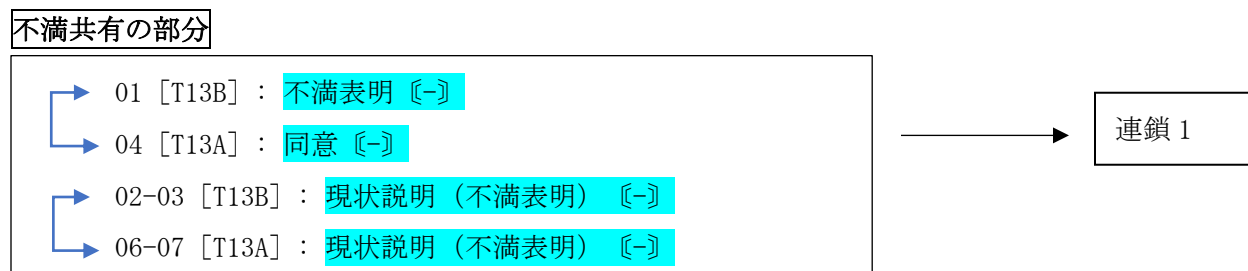 不満共有の部分
01 [T13B] : 不満表明〔-〕
04 [T13A] : 同意〔-〕
連鎖 1
02-03 [T13B] : 現状説明（不満表明）〔-〕
06-07 [T13A] : 現状説明（不満表明）〔-〕